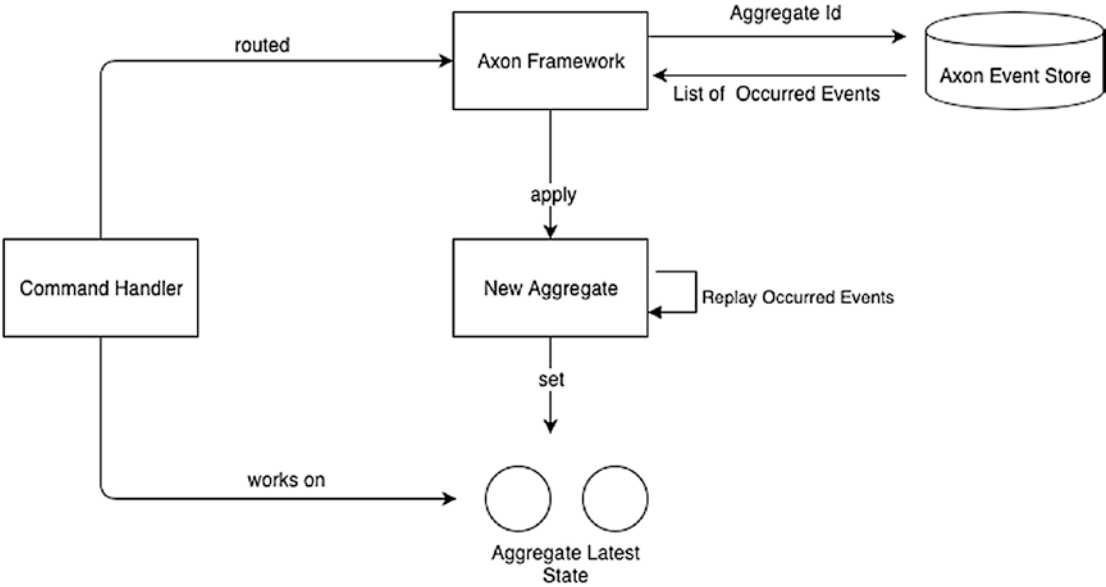 Aggregate Id
routed
Axon Framework
Axon Event Store
List of Occurred Events
apply
Command Handler
New Aggregate
Replay Occurred Events
set
works on
Aggregate Latest
State